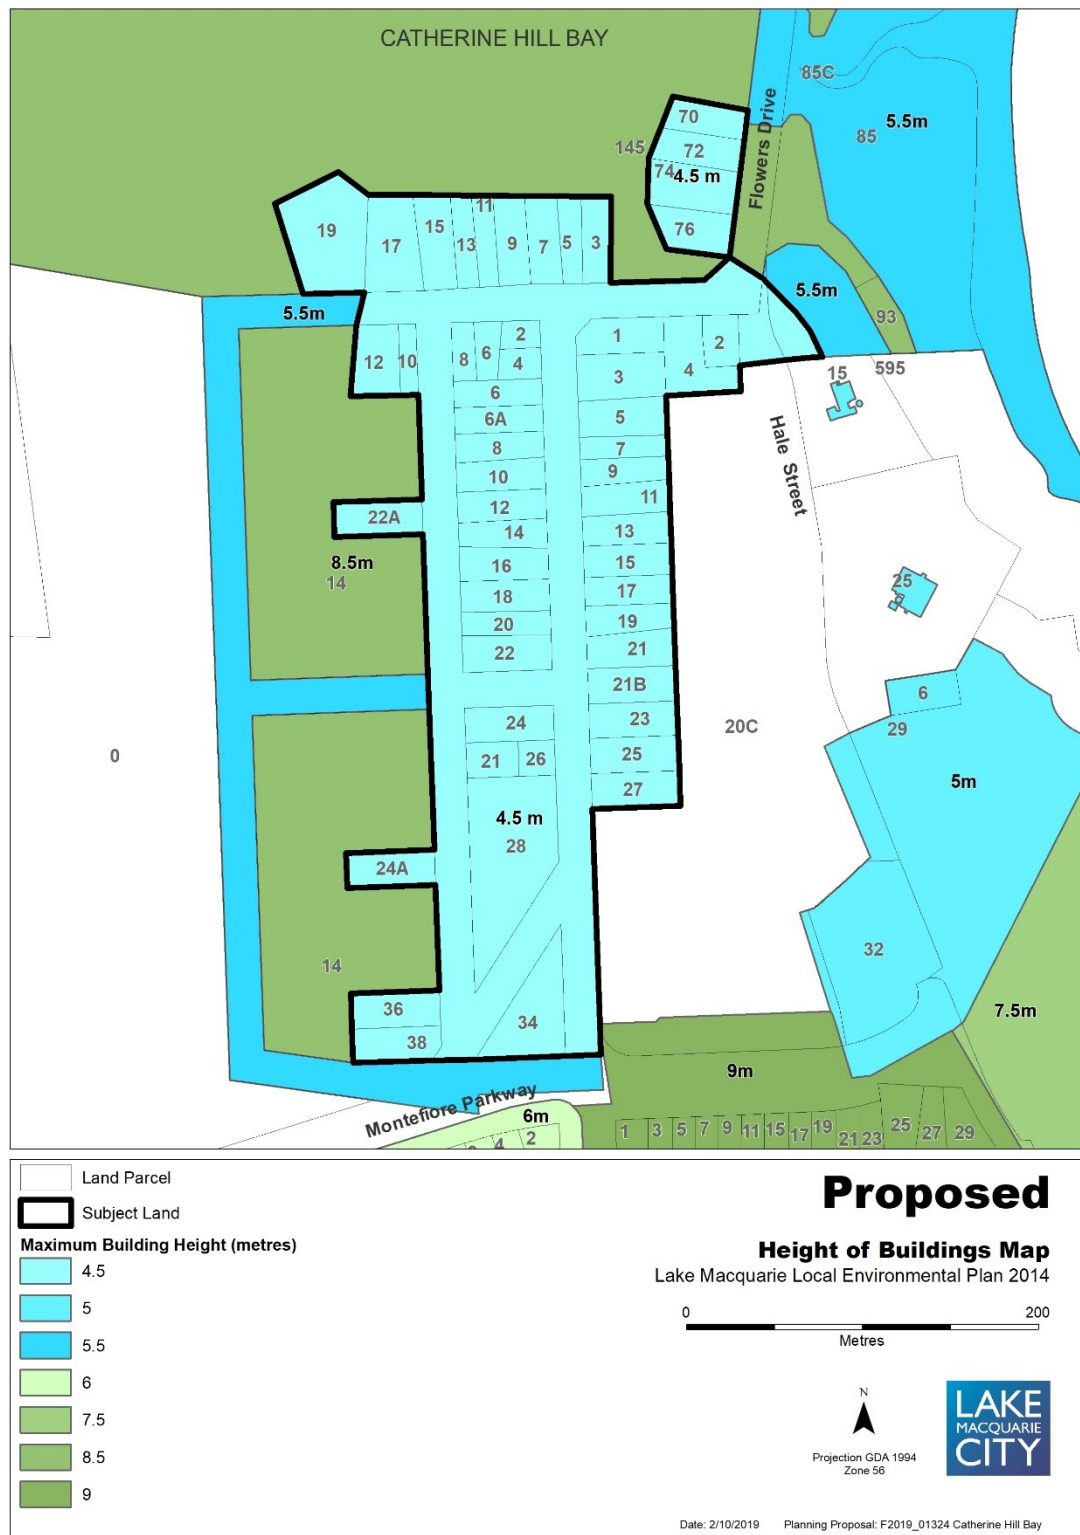 CATHERINE HILL BAY
85C
70
5.5m
85
145
72
74
4.5 m
Flowers Drive
76
11
19
15
17
13
9
7
5
3
5.5m
5.5m
93
2
1
2
12
10
8
6
4
3
4
15
595
6
6A
5
8
7
Hale Street
10
9
12
11
22A
14
13
8.5m
14
16
15
25
18
17
20
19
22
21
21B
6
24
23
20C
29
0
21
26
25
27
5m
4.5 m
28
24A
32
14
36
34
38
7.5m
9m
Montefiore Parkway
6m
4
2
1
3
5
7
9
11
15
17
19
21
23
25
27
29
Land Parcel
Subject Land
Maximum Building Height (metres)
4.5
5
5.5
6
7.5
8.5
9
Proposed
Height of Buildings Map
Lake Macquarie Local Environmental Plan 2014
0
200
Metres
N
Projection GDA 1994
Zone 56
LAKE
MACQUARIE
CITY
Date: 2/10/2019
Planning Proposal: F2019_01324 Catherine Hill Bay